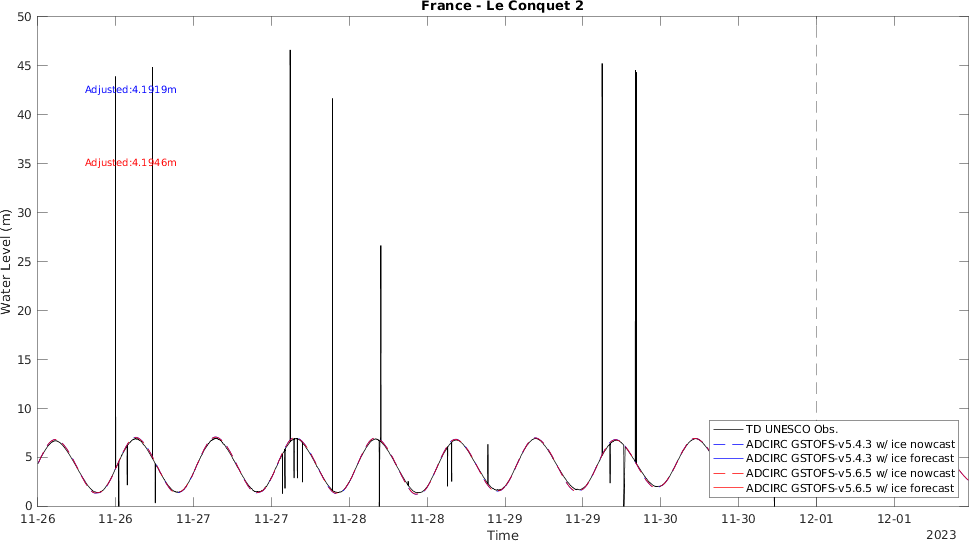 France - Le Conquet 2
50
45
40
35
30
25
20
15
10
5
0
Water Level (m)
Adjusted:4.1919m
Adjusted:4.1946m
TD UNESCO Obs.
ADCIRC GSTOFS-v5.4.3 w/ ice nowcast
ADCIRC GSTOFS-v5.4.3 w/ ice forecast
ADCIRC GSTOFS-v5.6.5 w/ ice nowcast
ADCIRC GSTOFS-v5.6.5 w/ ice forecast
11-26 11-26 11-27 11-27 11-28 11-28 11-29 11-29 11-30 11-30 12-01 12-01
Time
2023